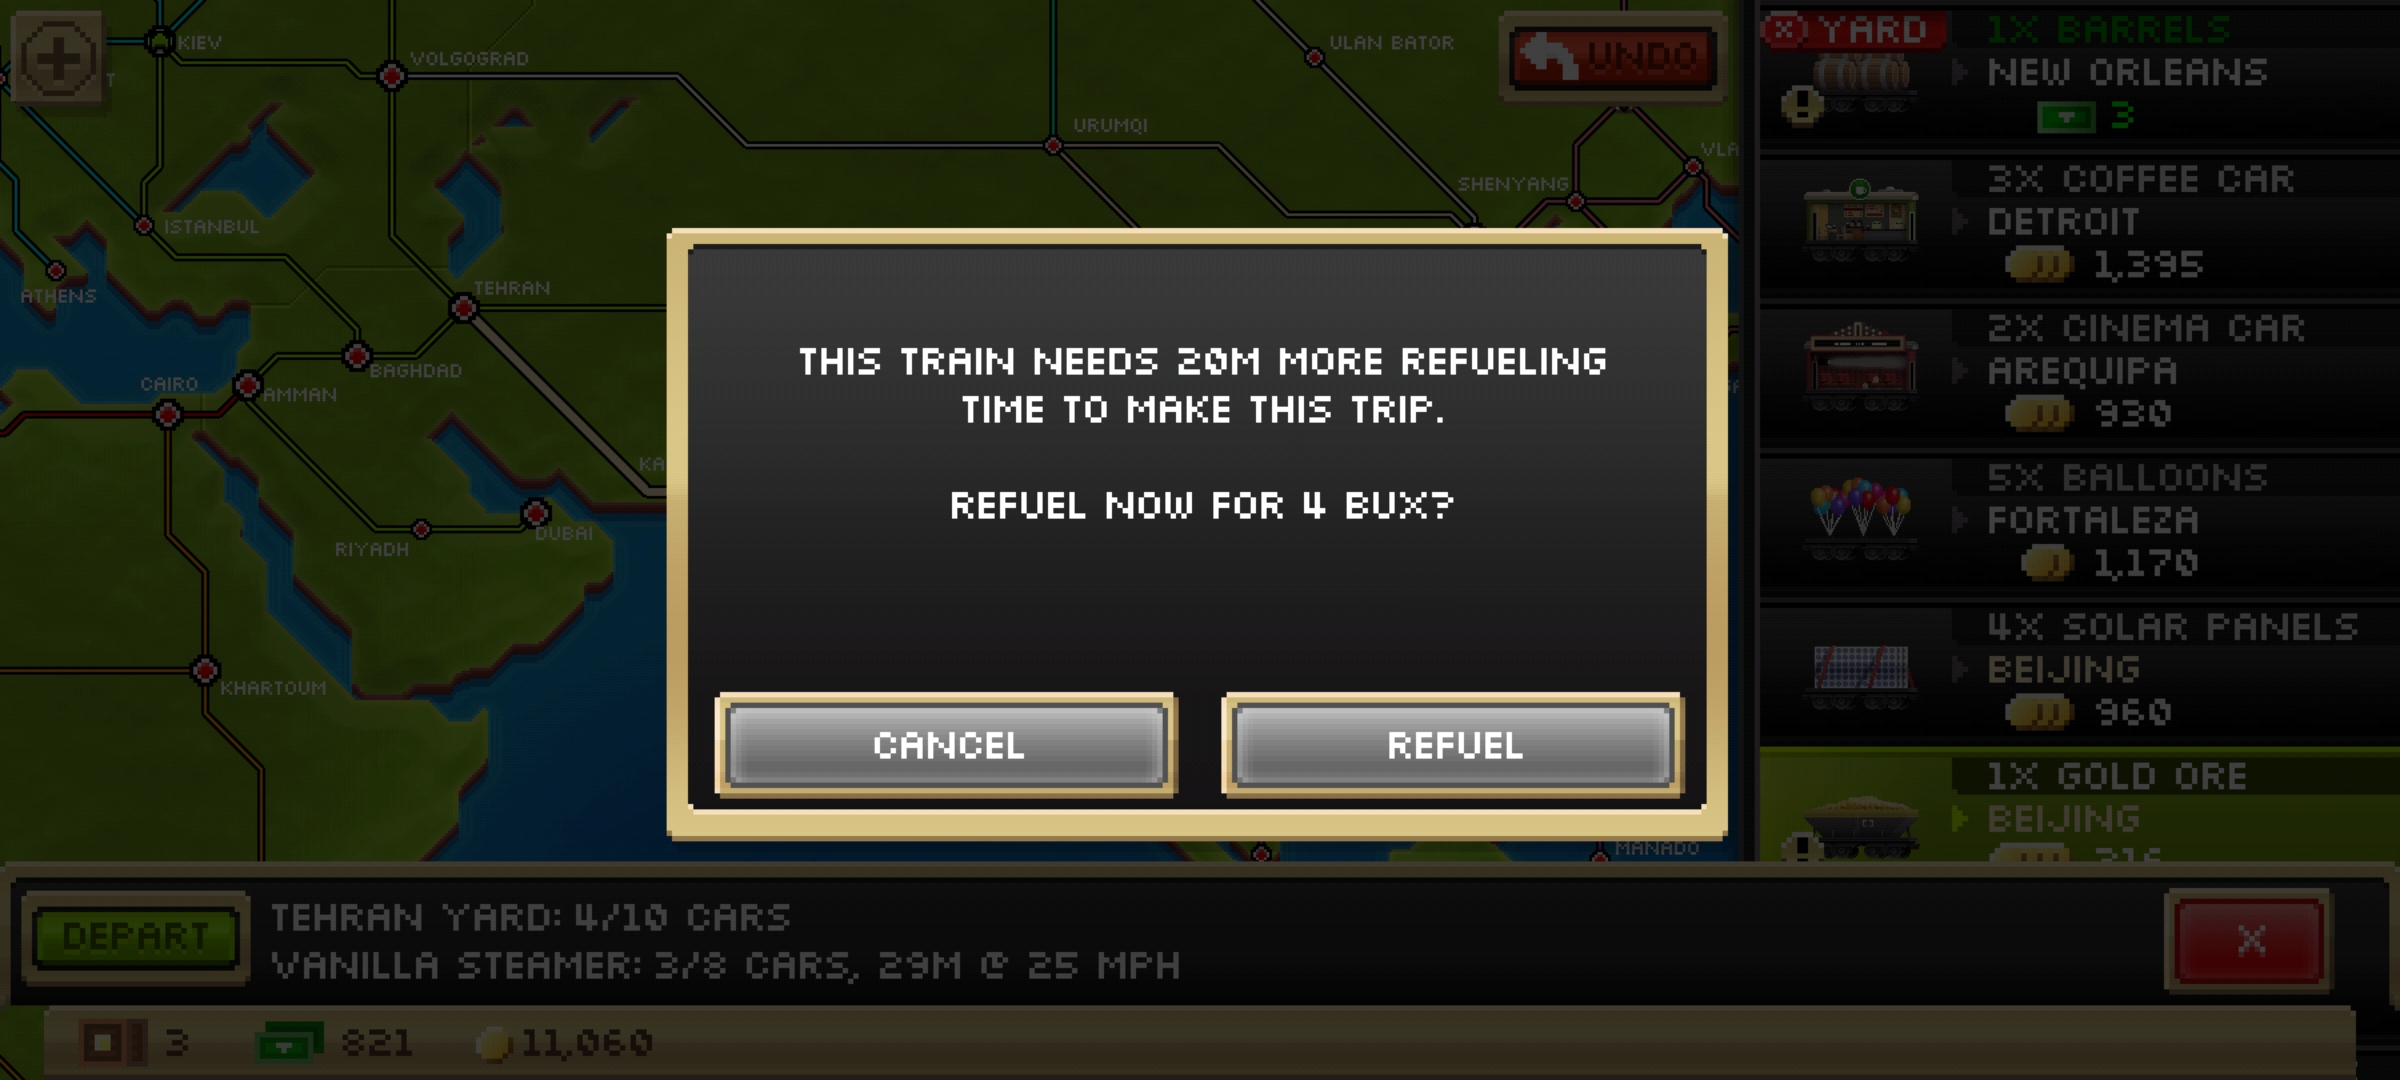 KIEV
VOLGOGRAD
ULAN BATOR
UNDO
URUMQI
SHENYANG
ISTANBUL
ATHENS
TEHRAN
CAIRO
BAGHDAD
AMMAN
RIYADH
DUBAI
KHARTOUM
MANADO
THIS TRAIN NEEDS 20M MORE REFUELING
TIME TO MAKE THIS TRIP.
REFUEL NOW FOR 4 BUX?
CANCEL
REFUEL
YARD
1X BARRELS
NEW ORLEANS
3
3X COFFEE CAR
DETROIT
1,395
2X CINEMA CAR
AREQUIPA
930
5X BALLOONS
FORTALEZA
1,170
4X SOLAR PANELS
BEIJING
960
1X GOLD ORE
BEIJING
DEPART
TEHRAN YARD: 4/10 CARS
VANILLA STEAMER: 3/8 CARS, 29M @ 25 MPH
X
3
821
11,060